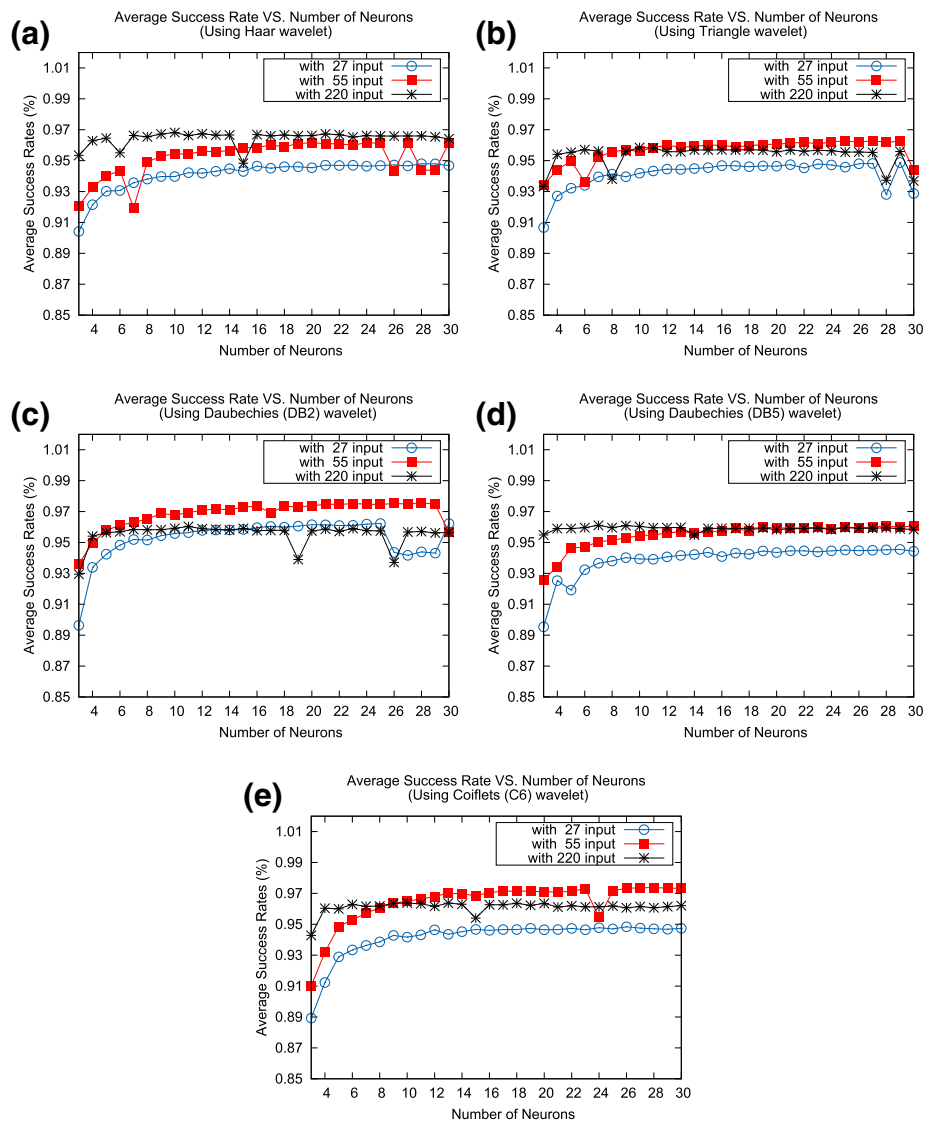 (a)
Average Success Rate VS. Number of Neurons
(Using Haar wavelet)
with 27 input
with 55 input
with 220 input
1.01
0.99
0.97
0.95
0.93
0.91
0.89
0.87
0.85
Average Success Rates (%)
4 6 8 10 12 14 16 18 20 22 24 26 28 30
Number of Neurons
(b)
Average Success Rate VS. Number of Neurons
(Using Triangle wavelet)
with 27 input
with 55 input
with 220 input
1.01
0.99
0.97
0.95
0.93
0.91
0.89
0.87
0.85
Average Success Rates (%)
4 6 8 10 12 14 16 18 20 22 24 26 28 30
Number of Neurons
(c)
Average Success Rate VS. Number of Neurons
(Using Daubechies (DB2) wavelet)
with 27 input
with 55 input
with 220 input
1.01
0.99
0.97
0.95
0.93
0.91
0.89
0.87
0.85
Average Success Rates (%)
4 6 8 10 12 14 16 18 20 22 24 26 28 30
Number of Neurons
(d)
Average Success Rate VS. Number of Neurons
(Using Daubechies (DB5) wavelet)
with 27 input
with 55 input
with 220 input
1.01
0.99
0.97
0.95
0.93
0.91
0.89
0.87
0.85
Average Success Rates (%)
4 6 8 10 12 14 16 18 20 22 24 26 28 30
Number of Neurons
(e)
Average Success Rate VS. Number of Neurons
(Using Coiflets (C6) wavelet)
with 27 input
with 55 input
with 220 input
1.01
0.99
0.97
0.95
0.93
0.91
0.89
0.87
0.85
Average Success Rates (%)
4 6 8 10 12 14 16 18 20 22 24 26 28 30
Number of Neurons